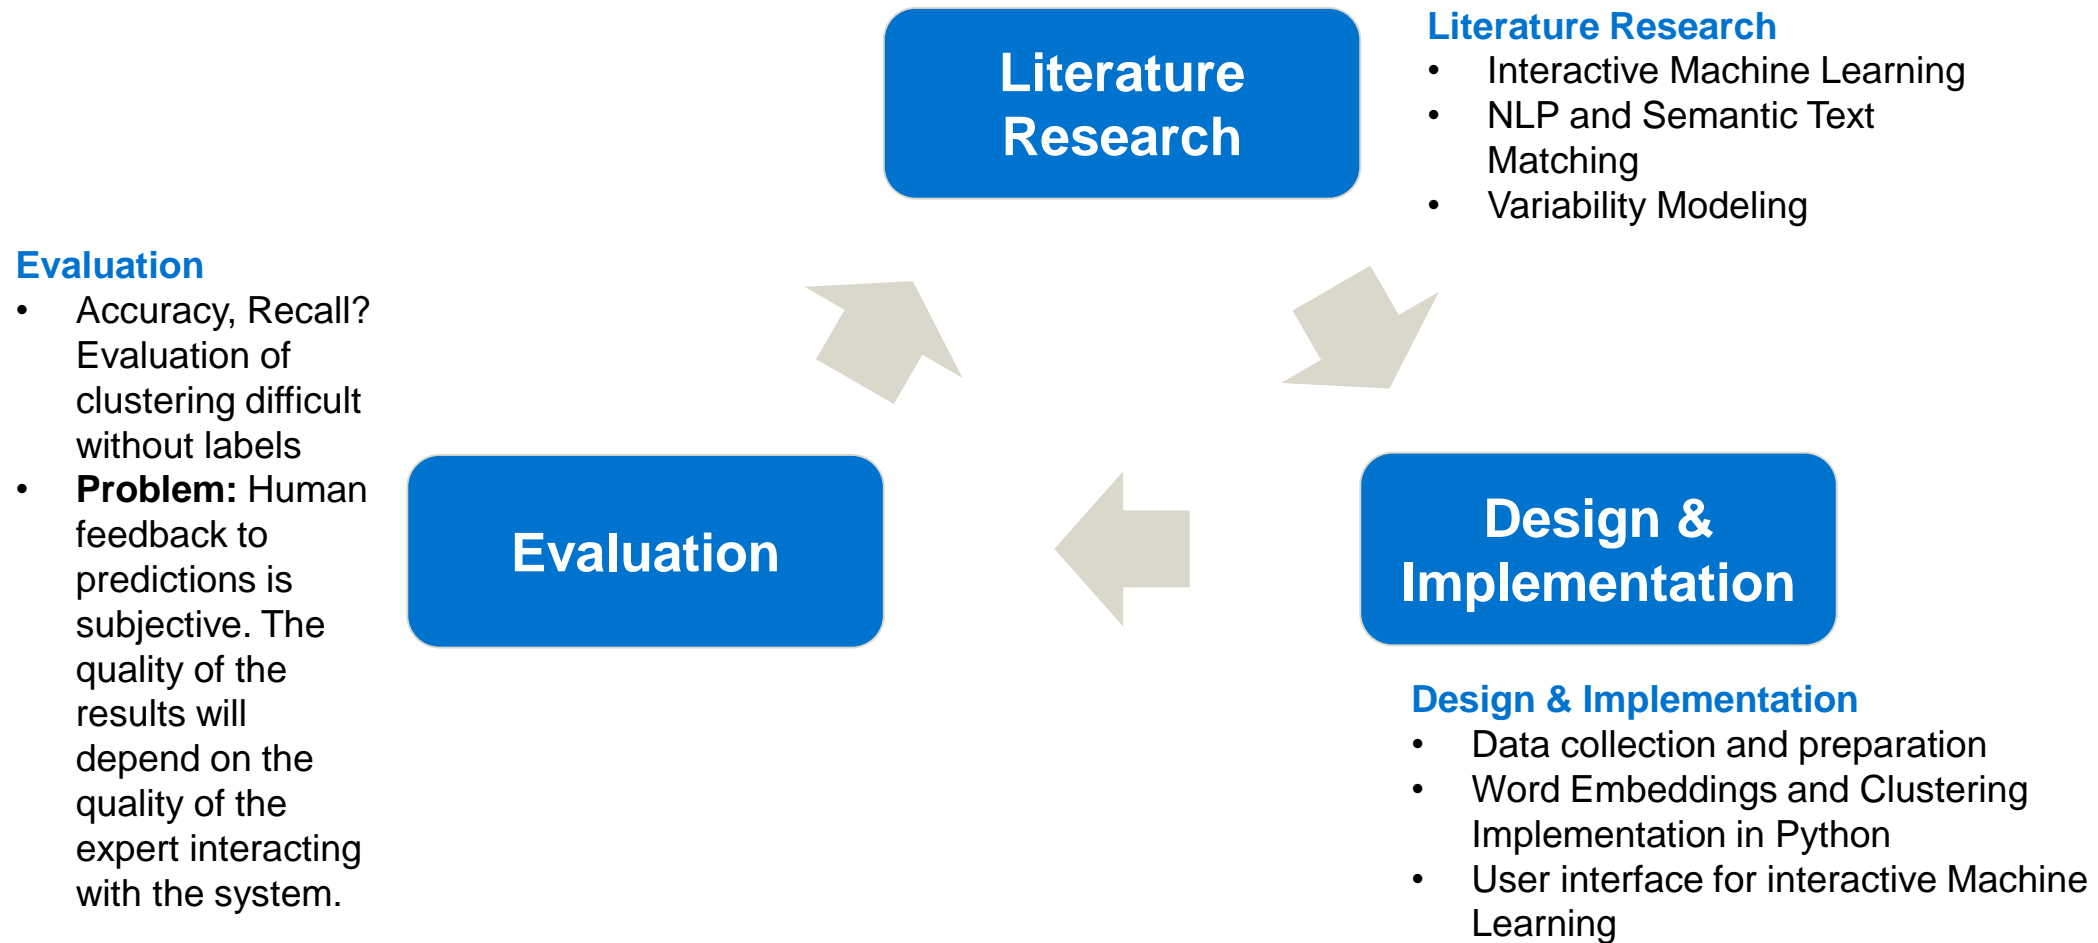 Literature
Research
Literature Research
• Interactive Machine Learning
• NLP and Semantic Text
Matching
• Variability Modeling
Evaluation
• Accuracy, Recall?
Evaluation of
clustering difficult
without labels
• Problem: Human
feedback to
predictions is
subjective. The
quality of the
results will
depend on the
quality of the
expert interacting
with the system.
Evaluation
Design &
Implementation
Design & Implementation
• Data collection and preparation
• Word Embeddings and Clustering
Implementation in Python
• User interface for interactive Machine
Learning